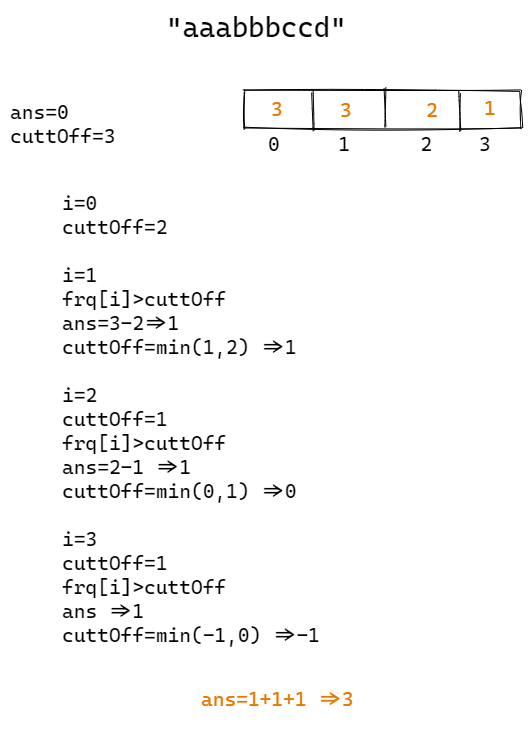 "aaabbbccd"
ans=0
cuttOff=3
3 3 2 1
0 1 2 3
i=0
cuttOff=2
i=1
frq[i]>cuttOff
ans=3-2⇒1
cuttOff=min(1,2) ⇒1
i=2
cuttOff=1
frq[i]>cuttOff
ans=2-1 ⇒1
cuttOff=min(0,1) ⇒0
i=3
cuttOff=1
frq[i]>cuttOff
ans ⇒1
cuttOff=min(-1,0) ⇒-1
ans=1+1+1 ⇒3